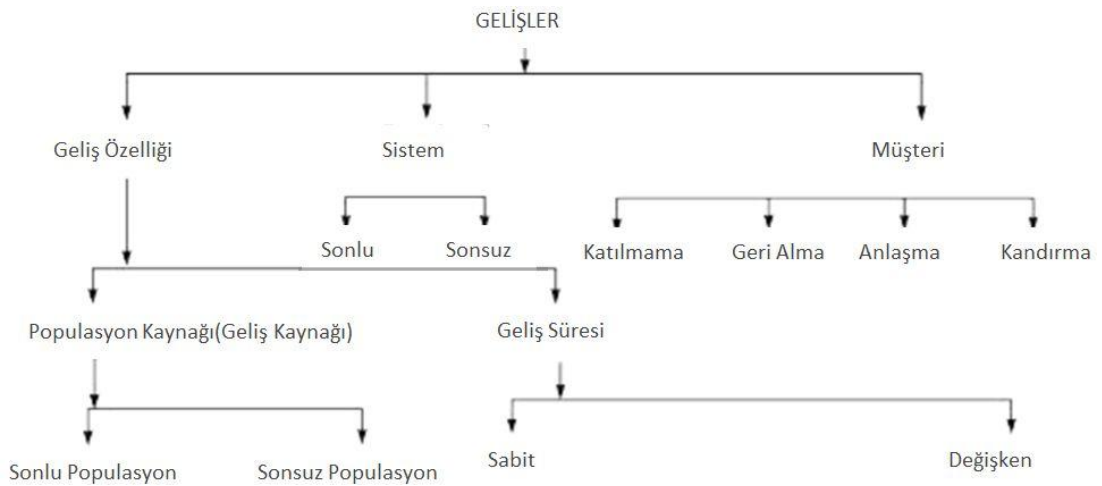 GELİŞLER
Geliş Özelliği Sistem Müşteri
Sonlu Sonsuz Katılmama Geri Alma Anlaşma Kandırma
Populasyon Kaynağı(Geliş Kaynağı) Geliş Süresi
Sonlu Populasyon Sonsuz Populasyon Sabit Değişken